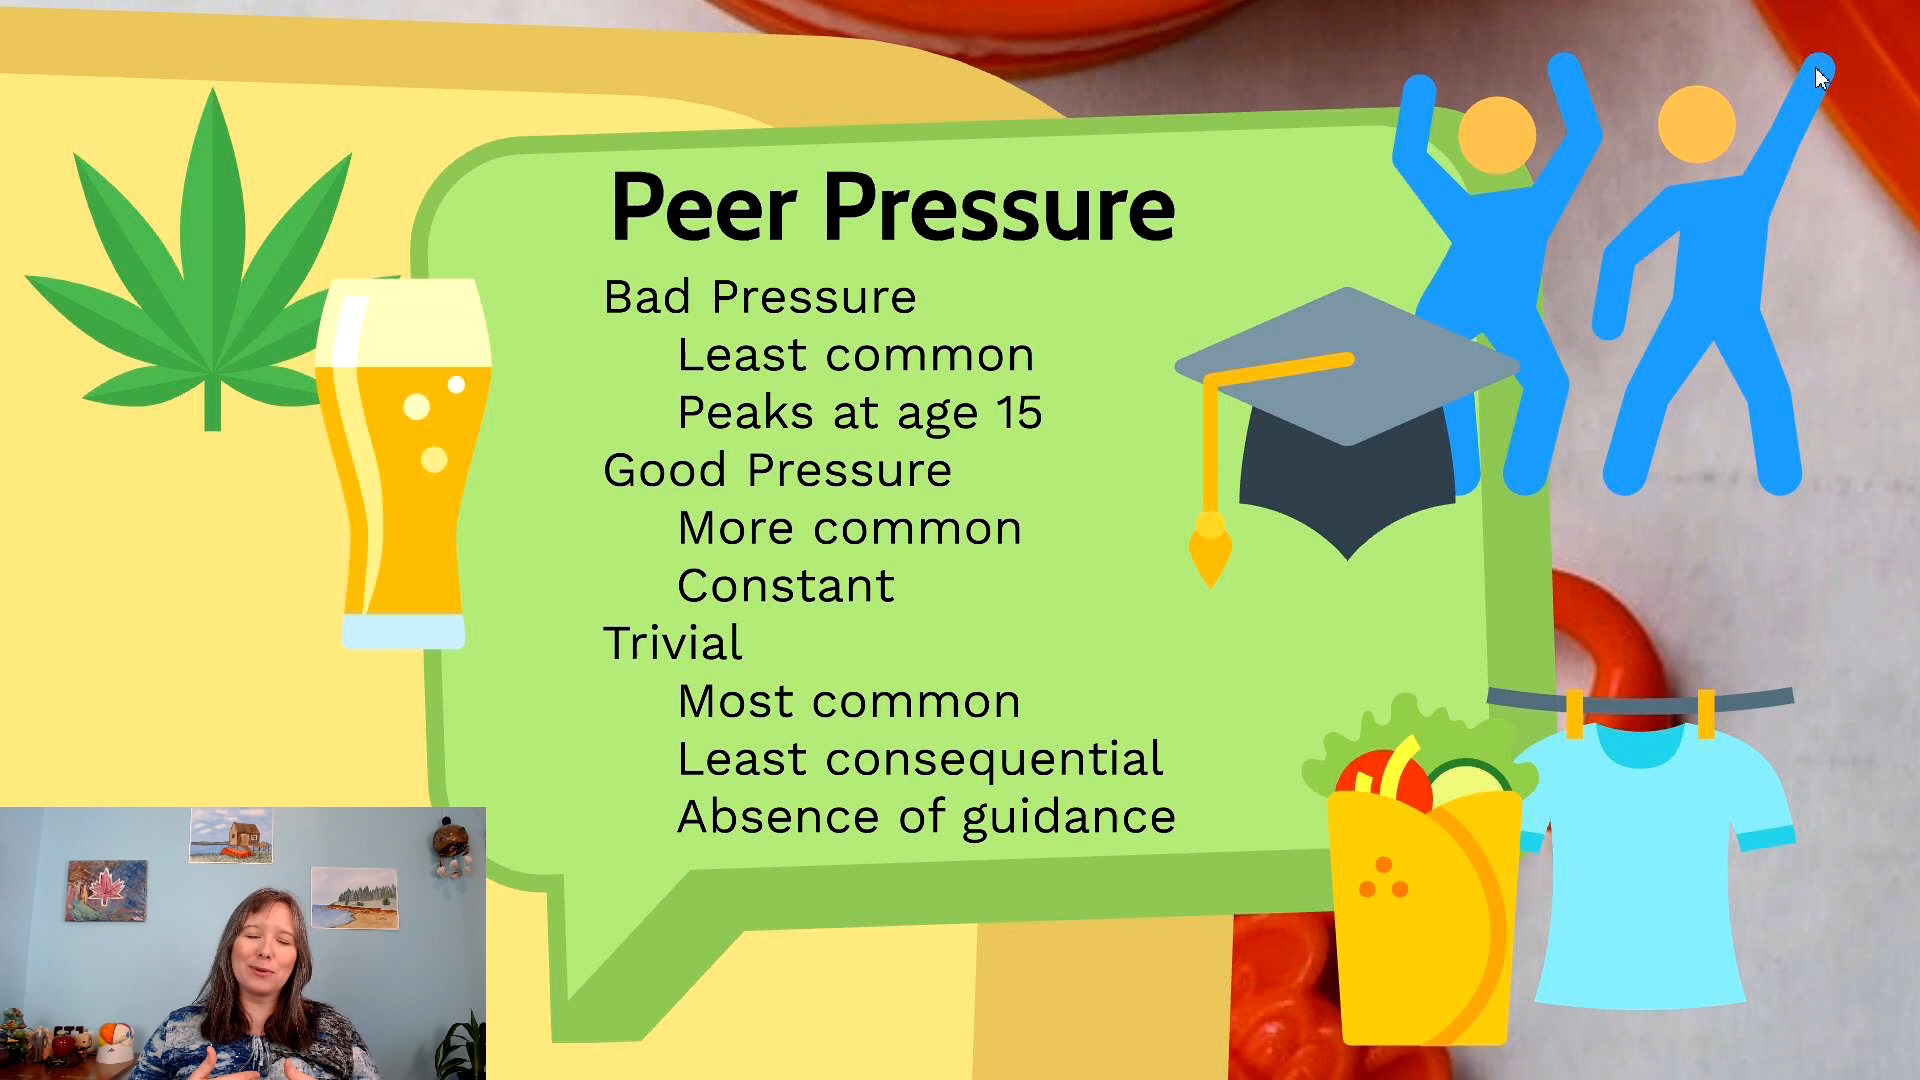 Peer Pressure
Bad Pressure
Least common
Peaks at age 15
Good Pressure
More common
Constant
Trivial
Most common
Least consequential
Absence of guidance